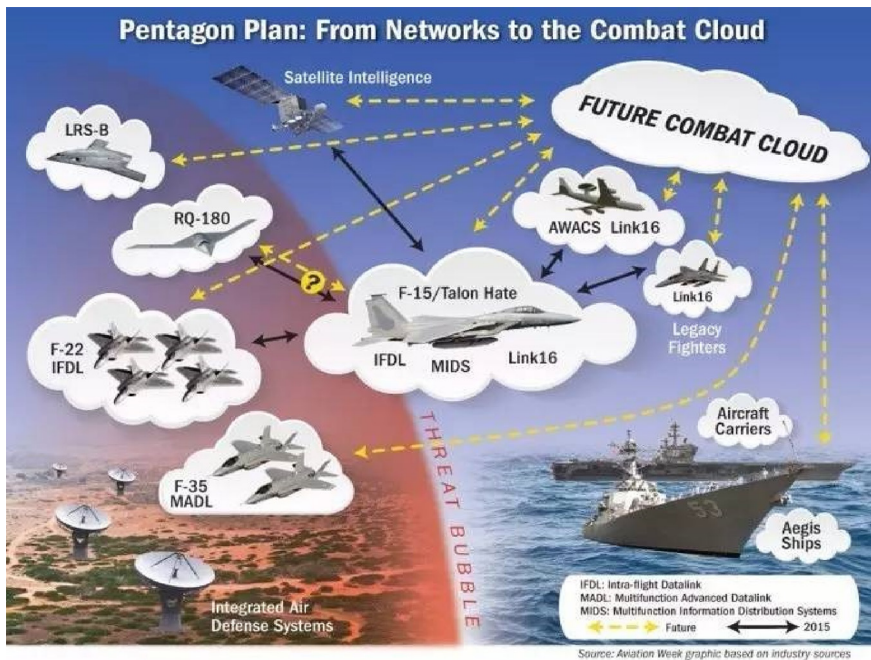 Pentagon Plan: From Networks to the Combat Cloud
Satellite Intelligence
FUTURE COMBAT CLOUD
LRS-B
RQ-180
AWACS Link16
?
F-15/Talon Hate
IFDL
MIDS
Link16
Link16
Legacy
Fighters
F-22
IFDL
F-35
MADL
THREAT BUBBLE
Aircraft
Carriers
53
Aegis
Ships
Integrated Air
Defense Systems
IFDL: Intra-flight Datalink
MADL: Multifunction Advanced Datalink
MIDS: Multifunction Information Distribution Systems
Future
2015
Source: Aviation Week graphic based on industry sources